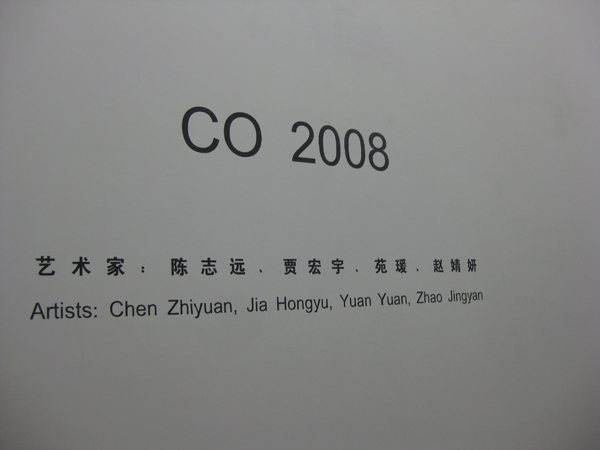 CO 2008
艺术家：陈志远、贾宏宇、苑瑗、赵婧妍
Artists: Chen Zhiyuan, Jia Hongyu, Yuan Yuan, Zhao Jingyan